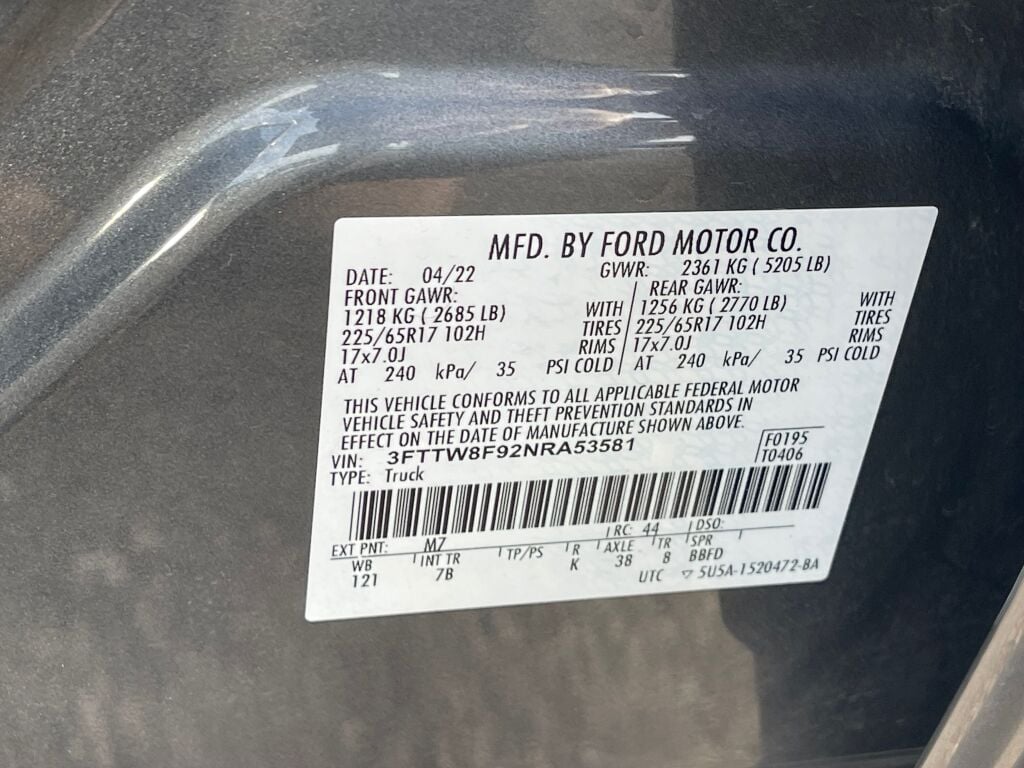 MFD. BY FORD MOTOR CO.
DATE: 04/22 GVWR: 2361 KG ( 5205 LB)
FRONT GAWR: REAR GAWR:
1218 KG ( 2685 LB) WITH 1256 KG ( 2770 LB) WITH
225/65R17 102H TIRES 225/65R17 102H TIRES
17x7.0J RIMS 17x7.0J RIMS
AT 240 kPa/ 35 PSI COLD AT 240 kPa/ 35 PSI COLD
THIS VEHICLE CONFORMS TO ALL APPLICABLE FEDERAL MOTOR
VEHICLE SAFETY AND THEFT PREVENTION STANDARDS IN
EFFECT ON THE DATE OF MANUFACTURE SHOWN ABOVE.
VIN: 3FTTW8F92NRA53581 F0195
TYPE: Truck T0406
EXT PNT: M7 RC: 44 DSO:
WB INT TR TP/PS R AXLE TR SPR
121 7B K 38 8 BBFD
UTC ▽ 5U5A-1520472-BA